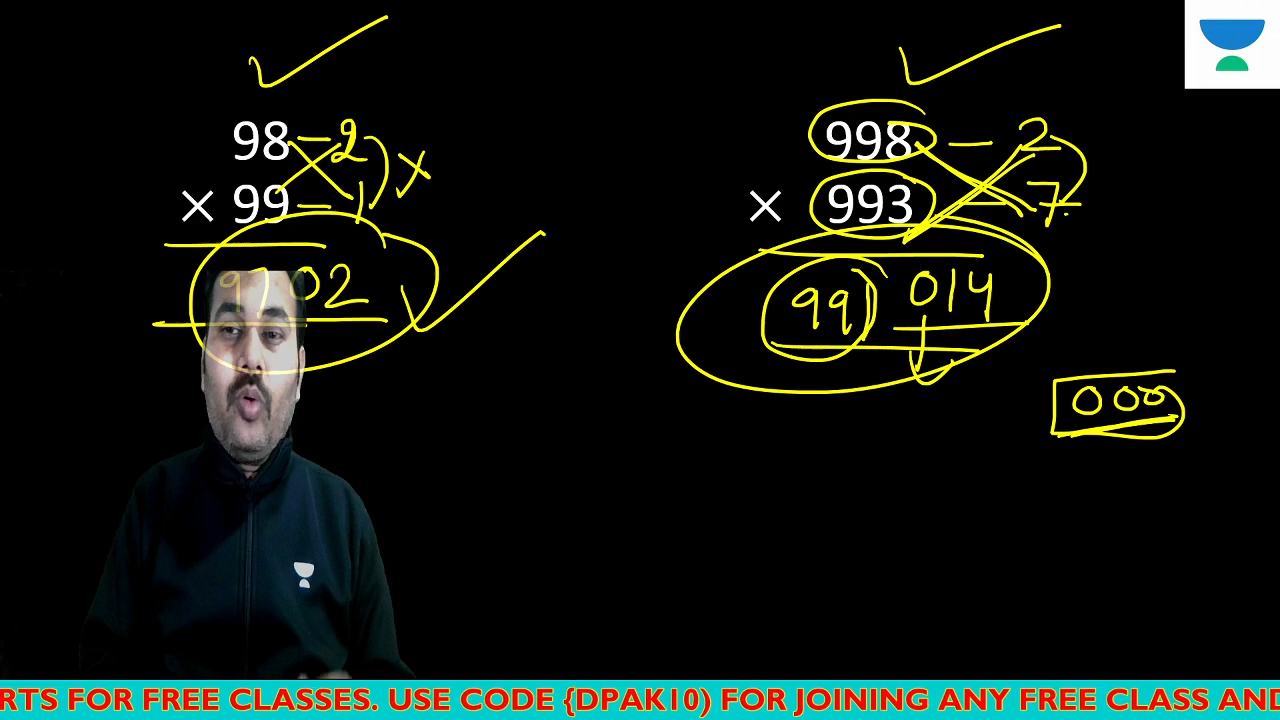 98 - 2
× 99 - 1 ×
9702
998 - 2
× 993 - 7
99 014
000
RTS FOR FREE CLASSES. USE CODE {DPAK10) FOR JOINING ANY FREE CLASS AND